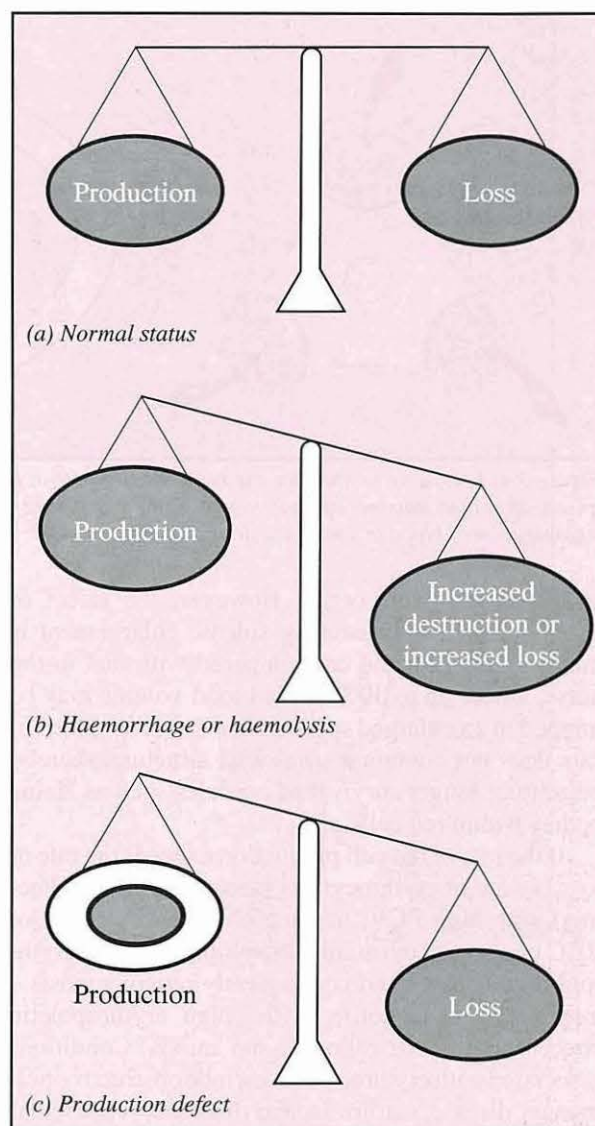 Production
Loss
(a) Normal status
Production
Increased
destruction or
increased loss
(b) Haemorrhage or haemolysis
Production
Loss
(c) Production defect